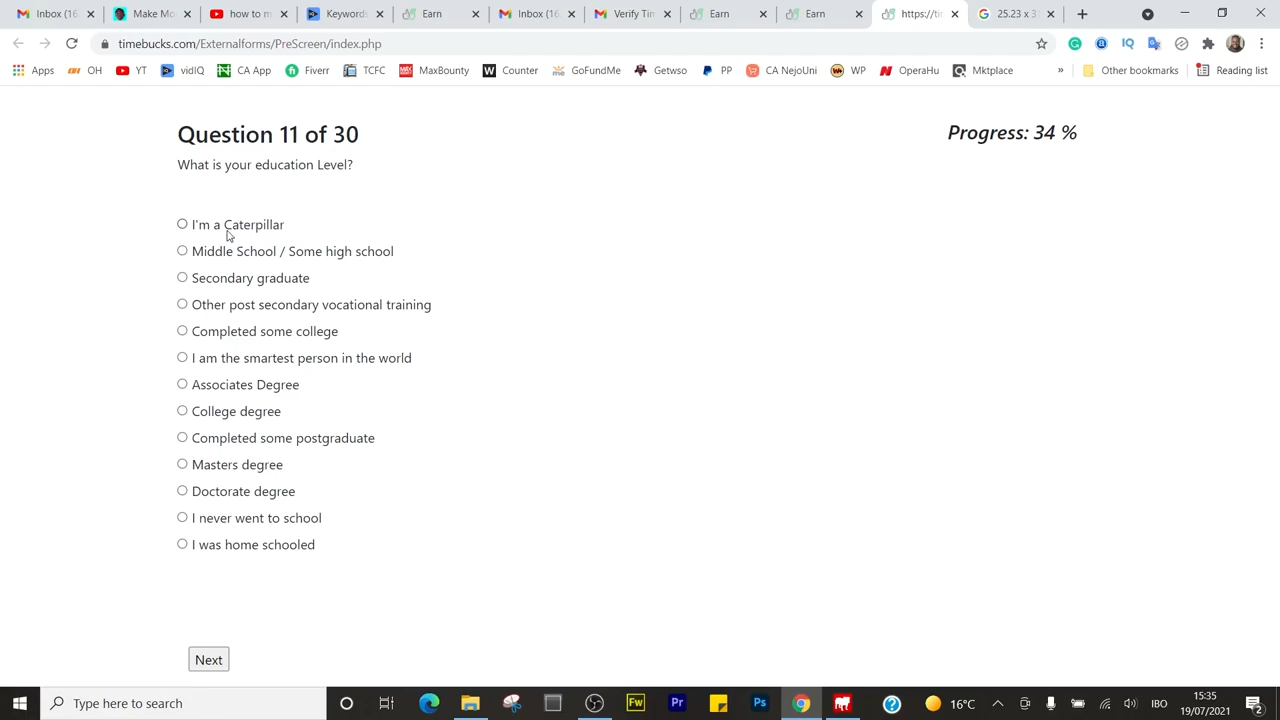 Inbox (16
Make Mo
how to m
Keywords
Earn
Inbox (16
Verify Tir
Earn
Earn
https://tir
25.23 x 3
timebucks.com/Externalforms/PreScreen/index.php
Apps
OH
YT
vidIQ
CA App
Fiverr
TCFC
MaxBounty
Counter
GoFundMe
Getwso
PP
CA NejoUni
WP
OperaHu
Mktplace
»
Other bookmarks
Reading list
Question 11 of 30
Progress: 34 %
What is your education Level?
I'm a Caterpillar
Middle School / Some high school
Secondary graduate
Other post secondary vocational training
Completed some college
I am the smartest person in the world
Associates Degree
College degree
Completed some postgraduate
Masters degree
Doctorate degree
I never went to school
I was home schooled
Next
Type here to search
16°C
IBO
15:35
19/07/2021
2